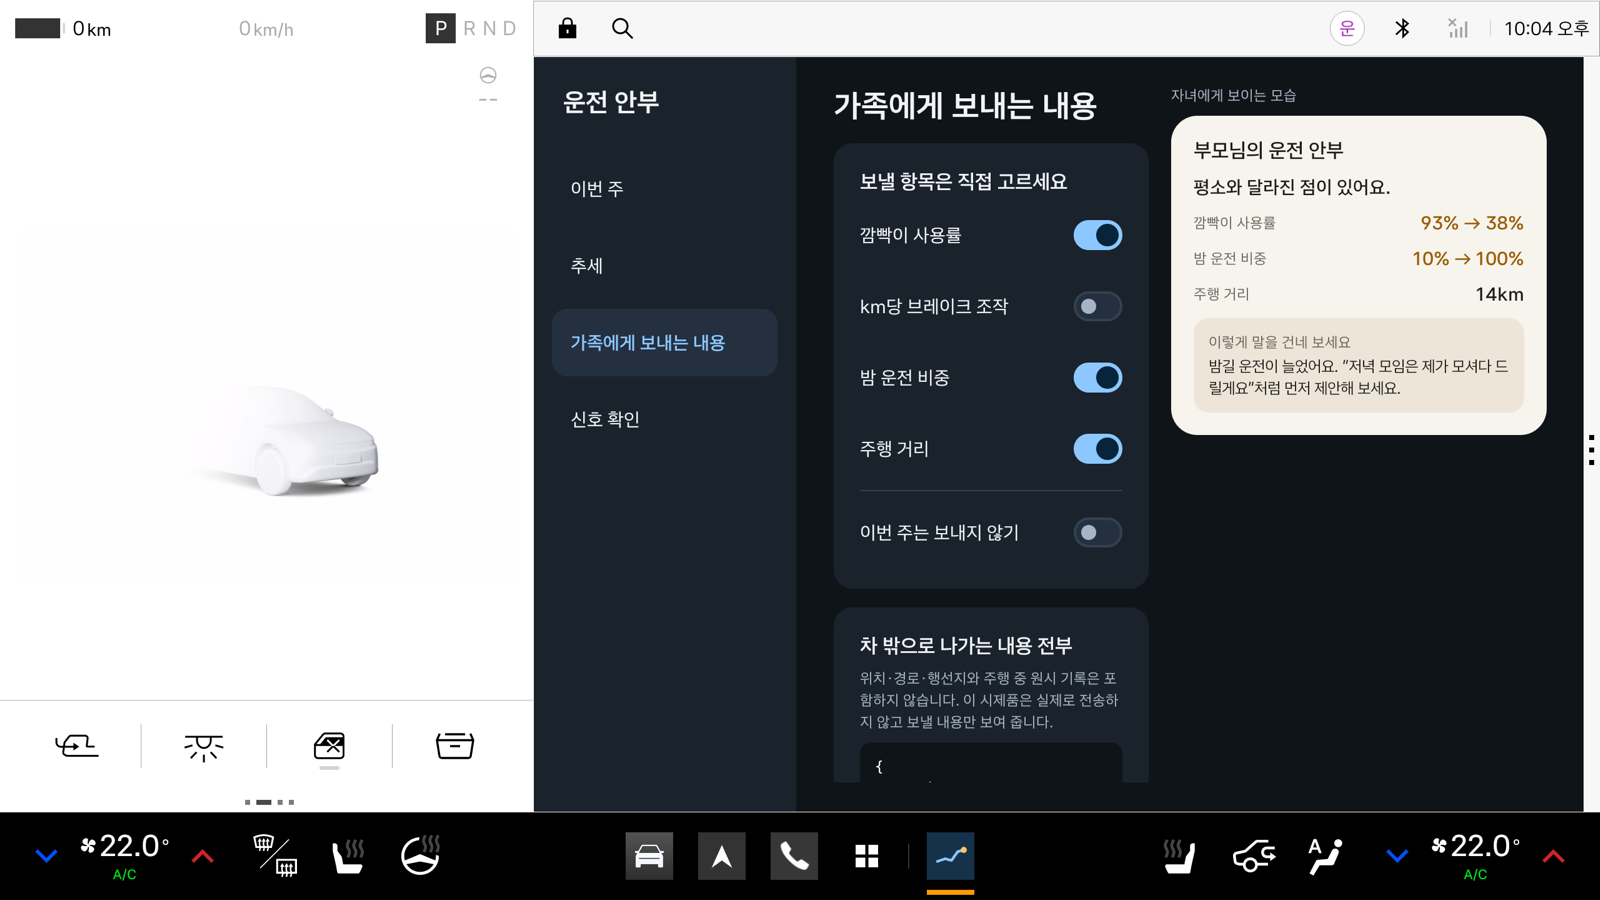 0km
0km/h
P R N D
--
운
10:04 오후
운전 안부
이번 주
추세
가족에게 보내는 내용
신호 확인
가족에게 보내는 내용
보낼 항목은 직접 고르세요
깜빡이 사용률
km당 브레이크 조작
밤 운전 비중
주행 거리
이번 주는 보내지 않기
차 밖으로 나가는 내용 전부
위치·경로·행선지와 주행 중 원시 기록은 포
함하지 않습니다. 이 시제품은 실제로 전송하
지 않고 보낼 내용만 보여 줍니다.
{
자녀에게 보이는 모습
부모님의 운전 안부
평소와 달라진 점이 있어요.
깜빡이 사용률 93% → 38%
밤 운전 비중 10% → 100%
주행 거리 14km
이렇게 말을 건네 보세요
밤길 운전이 늘었어요. "저녁 모임은 제가 모셔다 드
릴게요"처럼 먼저 제안해 보세요.
22.0°
A/C
A
22.0°
A/C